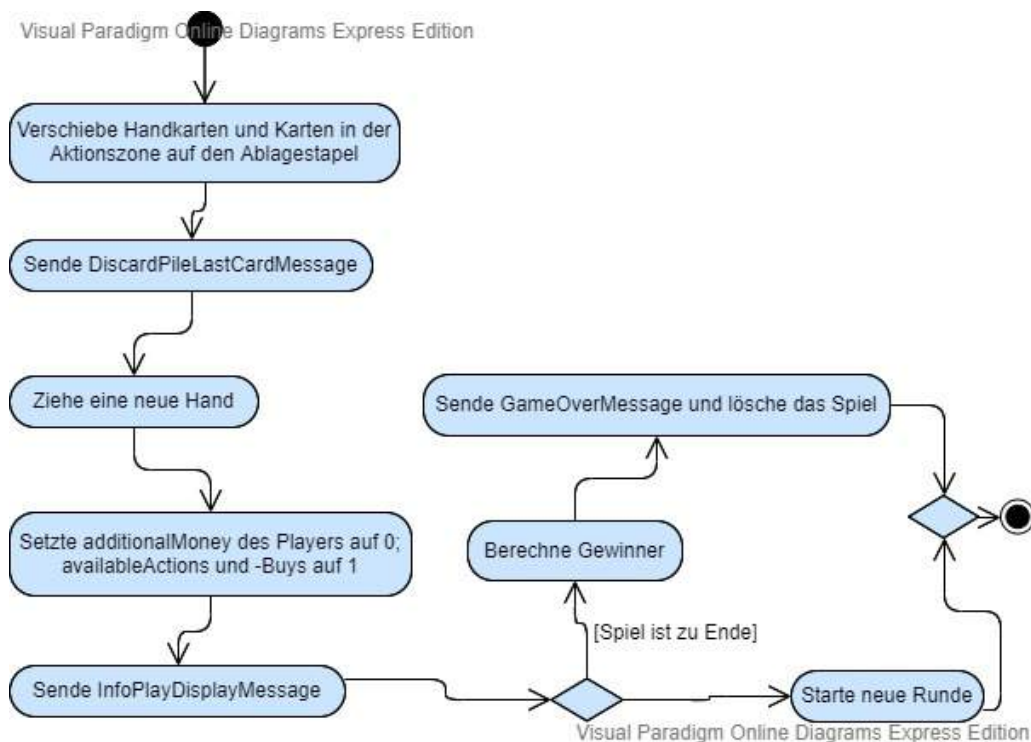 Visual Paradigm Online Diagrams Express Edition
Verschiebe Handkarten und Karten in der
Aktionszone auf den Ablagestapel
Sende DiscardPileLastCardMessage
Ziehe eine neue Hand
Sende GameOverMessage und lösche das Spiel
Setzte additionalMoney des Players auf 0;
availableActions und -Buys auf 1
Berechne Gewinner
[Spiel ist zu Ende]
Sende InfoPlayDisplayMessage
Starte neue Runde
Visual Paradigm Online Diagrams Express Edition